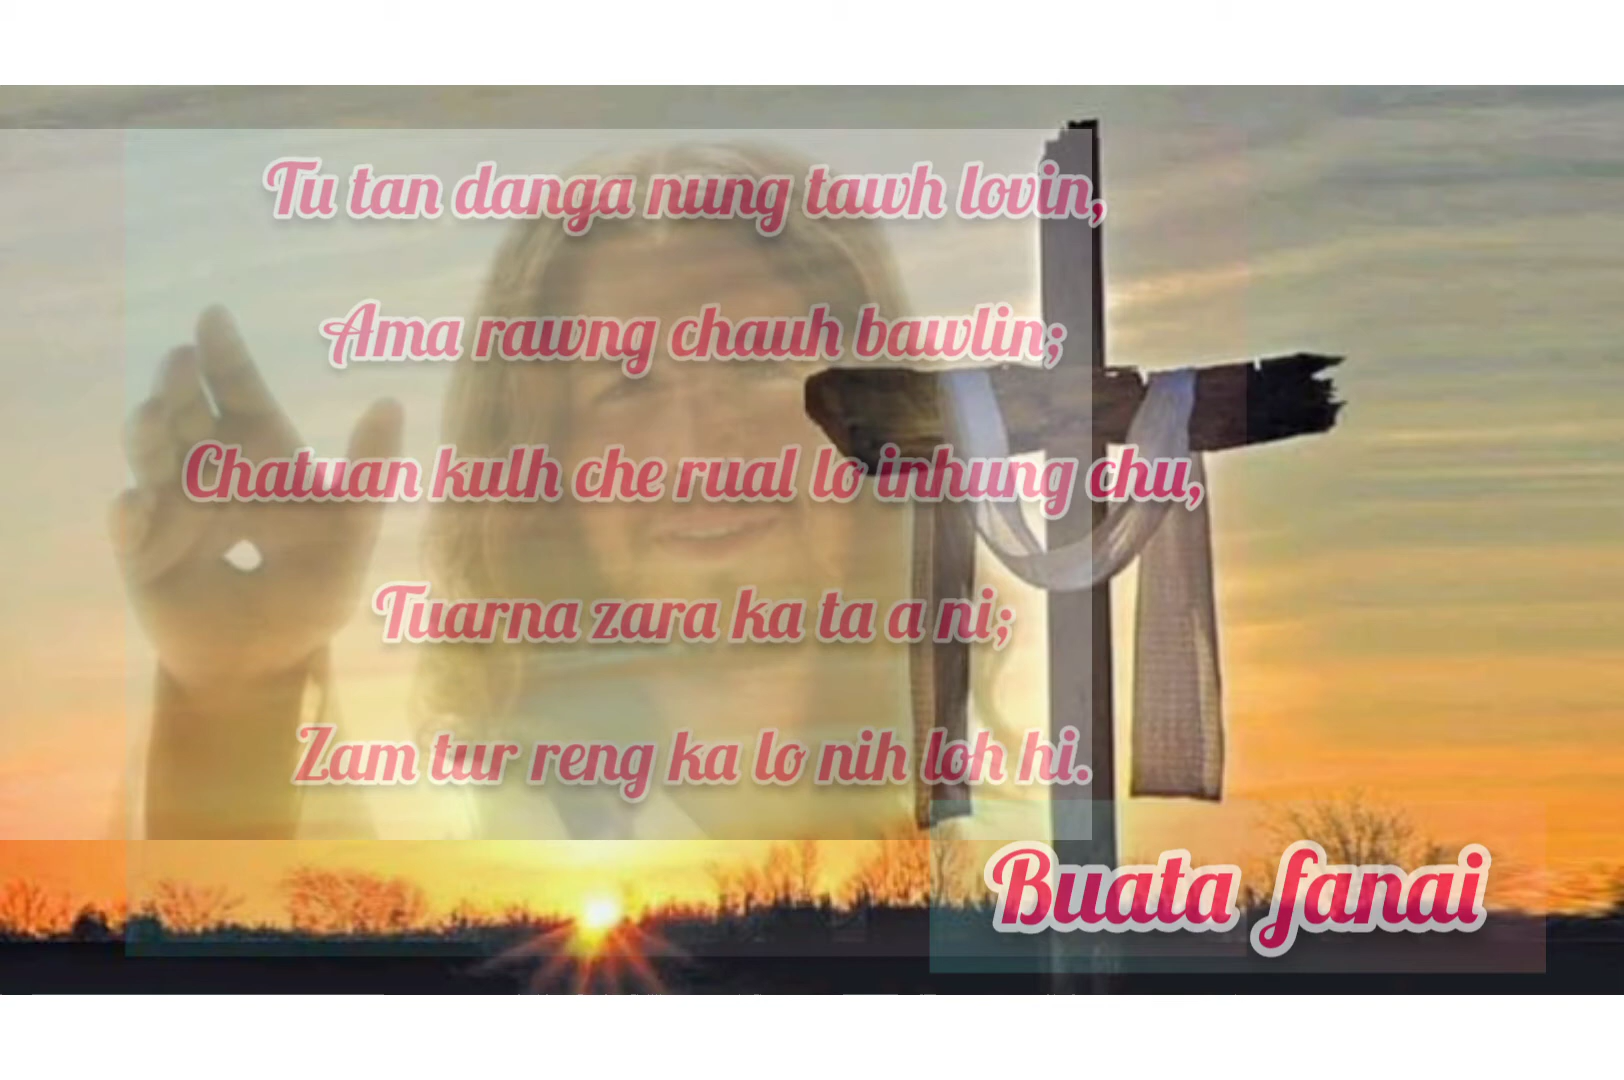 Tu tan danga nung tawh lovin,
Ama rawng chauh bawlin;
Chatuan kulh che rual lo inhung chu,
Tuarna zara ka ta a ni;
Zam tur reng ka lo nih loh hi.
Buata fanai